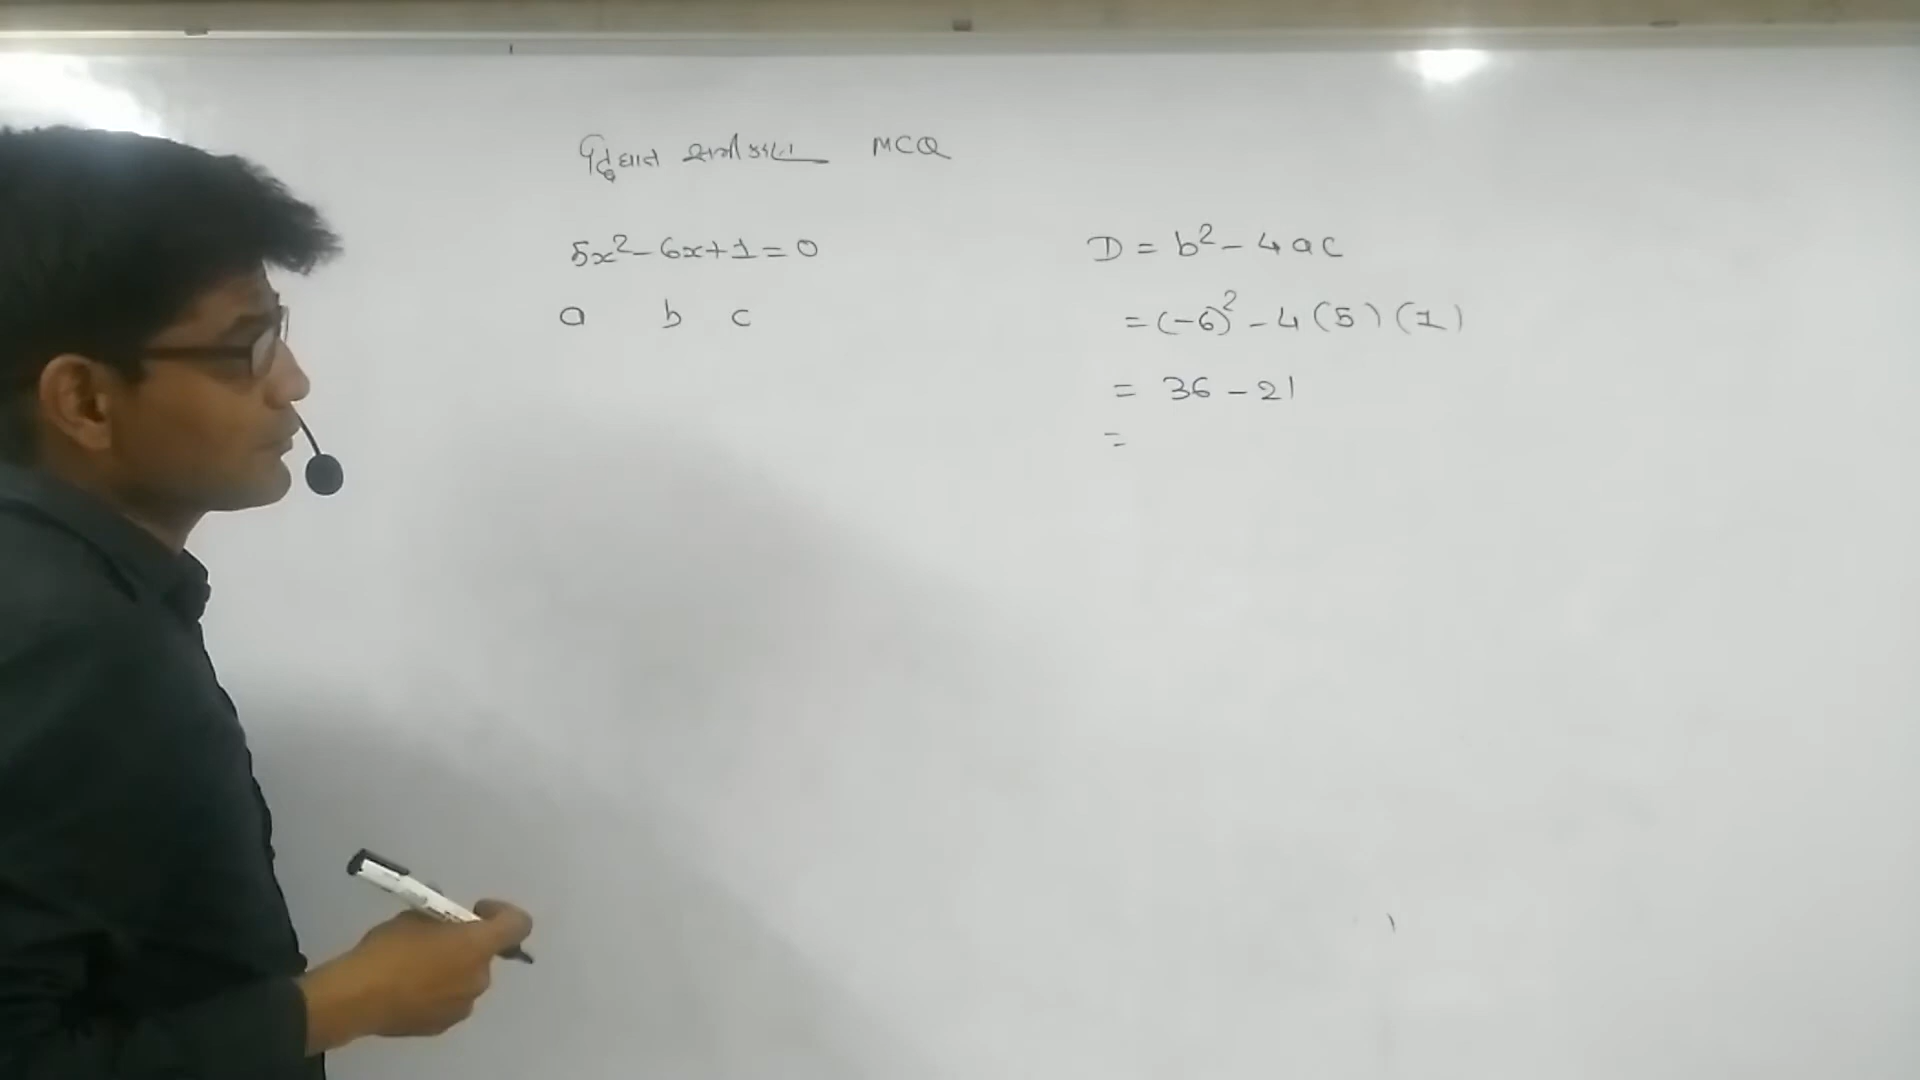 દ્વિઘાત સમીકરણ MCQ
5x² - 6x + 1 = 0
a b c
D = b² - 4ac
= (-6)² - 4(5)(1)
= 36 - 21
=